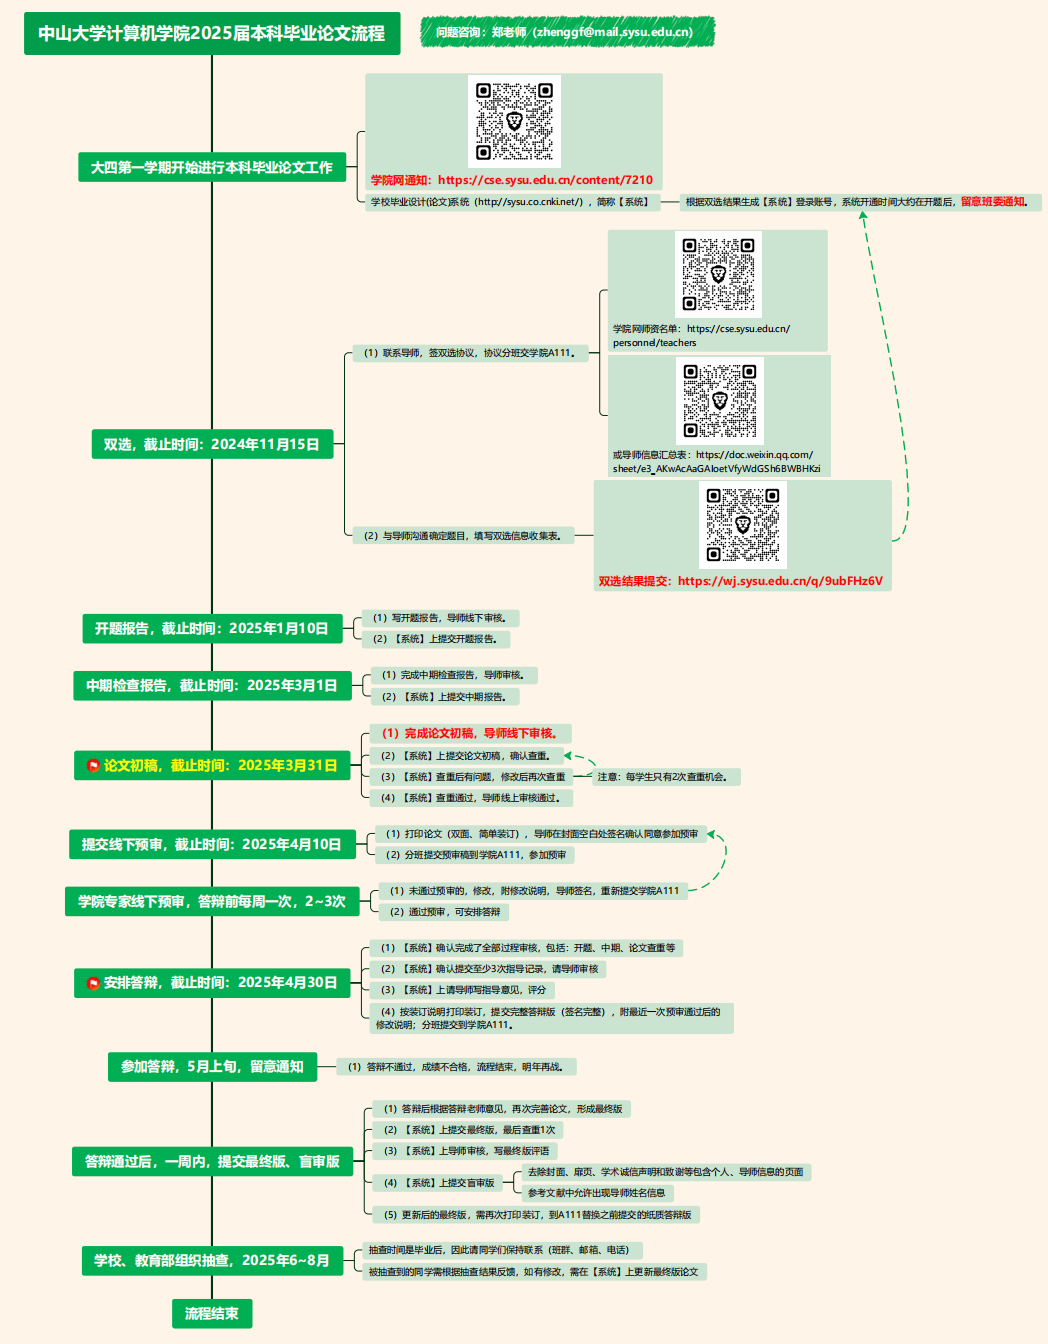 中山大学计算机学院2025届本科毕业论文流程
问题咨询：郑老师（zhenggf@mail.sysu.edu.cn）
大四第一学期开始进行本科毕业论文工作
学院网通知：https://cse.sysu.edu.cn/content/7210
学校毕业设计(论文)系统（http://sysu.co.cnki.net/），简称【系统】
根据双选结果生成【系统】登录账号，系统开通时间大约在开题后，留意班委通知。
双选，截止时间：2024年11月15日
（1）联系导师，签双选协议，协议分班交学院A111。
学院网师资名单：https://cse.sysu.edu.cn/
personnel/teachers
或导师信息汇总表：https://doc.weixin.qq.com/
sheet/e3_AKwAcAaGAIoetVfyWdGSh6BWBHKzi
（2）与导师沟通确定题目，填写双选信息收集表。
双选结果提交：https://wj.sysu.edu.cn/q/9ubFHz6V
开题报告，截止时间：2025年1月10日
（1）写开题报告，导师线下审核。
（2）【系统】上提交开题报告。
中期检查报告，截止时间：2025年3月1日
（1）完成中期检查报告，导师审核。
（2）【系统】上提交中期报告。
论文初稿，截止时间：2025年3月31日
（1）完成论文初稿，导师线下审核。
（2）【系统】上提交论文初稿，确认查重。
（3）【系统】查重后有问题，修改后再次查重
注意：每学生只有2次查重机会。
（4）【系统】查重通过，导师线上审核通过。
提交线下预审，截止时间：2025年4月10日
（1）打印论文（双面、简单装订），导师在封面空白处签名确认同意参加预审
（2）分班提交预审稿到学院A111，参加预审
学院专家线下预审，答辩前每周一次，2~3次
（1）未通过预审的，修改，附修改说明，导师签名，重新提交学院A111
（2）通过预审，可安排答辩
安排答辩，截止时间：2025年4月30日
（1）【系统】确认完成了全部过程审核，包括：开题、中期、论文查重等
（2）【系统】确认提交至少3次指导记录，请导师审核
（3）【系统】上请导师写指导意见，评分
（4）按装订说明打印装订，提交完整答辩版（签名完整），附最近一次预审通过后的
修改说明；分班提交到学院A111。
参加答辩，5月上旬，留意通知
（1）答辩不通过，成绩不合格，流程结束，明年再战。
答辩通过后，一周内，提交最终版、盲审版
（1）答辩后根据答辩老师意见，再次完善论文，形成最终版
（2）【系统】上提交最终版，最后查重1次
（3）【系统】上导师审核，写最终版评语
（4）【系统】上提交盲审版
去除封面、扉页、学术诚信声明和致谢等包含个人、导师信息的页面
参考文献中允许出现导师姓名信息
（5）更新后的最终版，需再次打印装订，到A111替换之前提交的纸质答辩版
学校、教育部组织抽查，2025年6~8月
抽查时间是毕业后，因此请同学们保持联系（班群、邮箱、电话）
被抽查到的同学需根据抽查结果反馈，如有修改，需在【系统】上更新最终版论文
流程结束